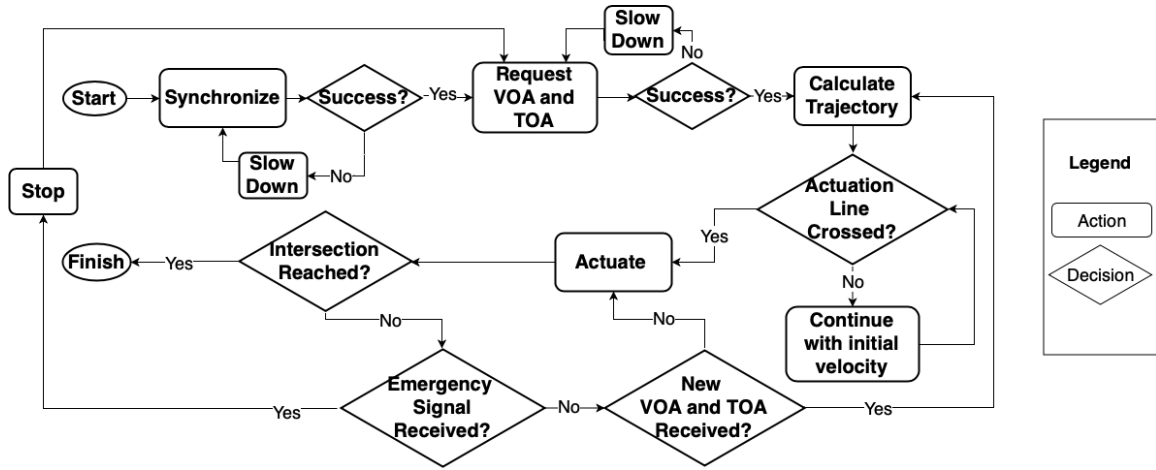 Slow
Down
No
Start
Synchronize
Success?
Yes
Request
VOA and
TOA
Success?
Yes
Calculate
Trajectory
Slow
Down
No
Stop
Actuation
Line
Crossed?
Yes
No
Legend
Action
Decision
Finish
Yes
Intersection
Reached?
Actuate
Continue
with initial
velocity
No
No
Yes
Emergency
Signal
Received?
No
New
VOA and TOA
Received?
Yes